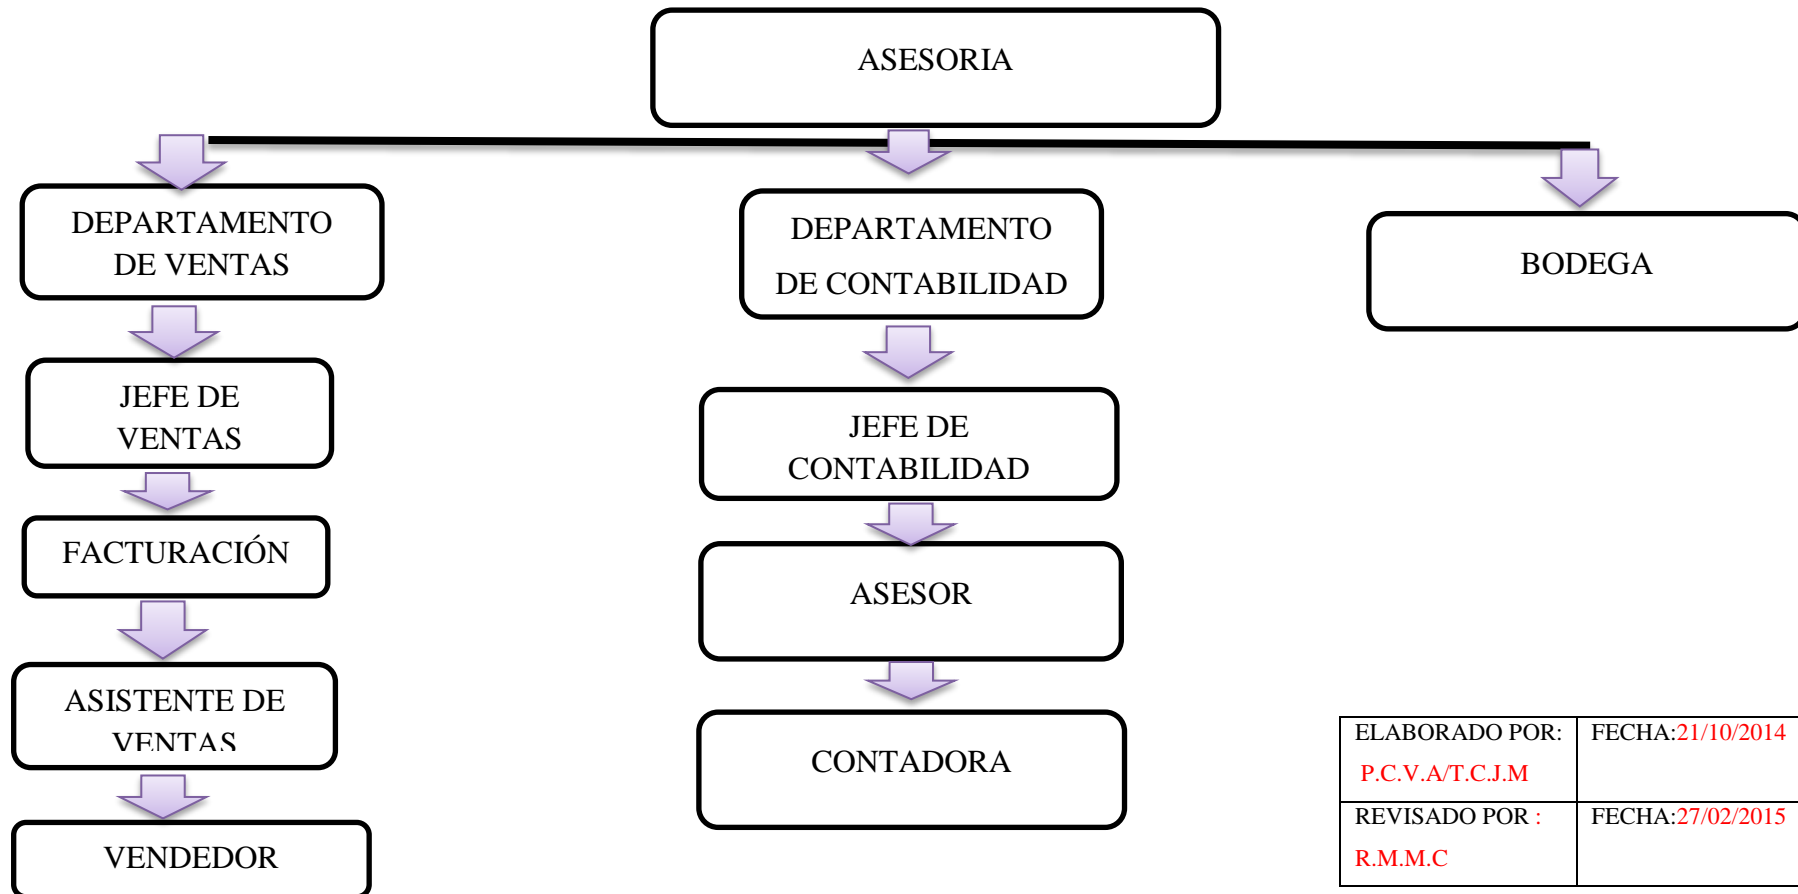 ASESORIA
DEPARTAMENTO
DE VENTAS
DEPARTAMENTO
DE CONTABILIDAD
BODEGA
JEFE DE
VENTAS
JEFE DE
CONTABILIDAD
FACTURACIÓN
ASESOR
ASISTENTE DE
VENTAS
CONTADORA
VENDEDOR
ELABORADO POR:
P.C.V.A/T.C.J.M
FECHA:21/10/2014
REVISADO POR :
R.M.M.C
FECHA:27/02/2015